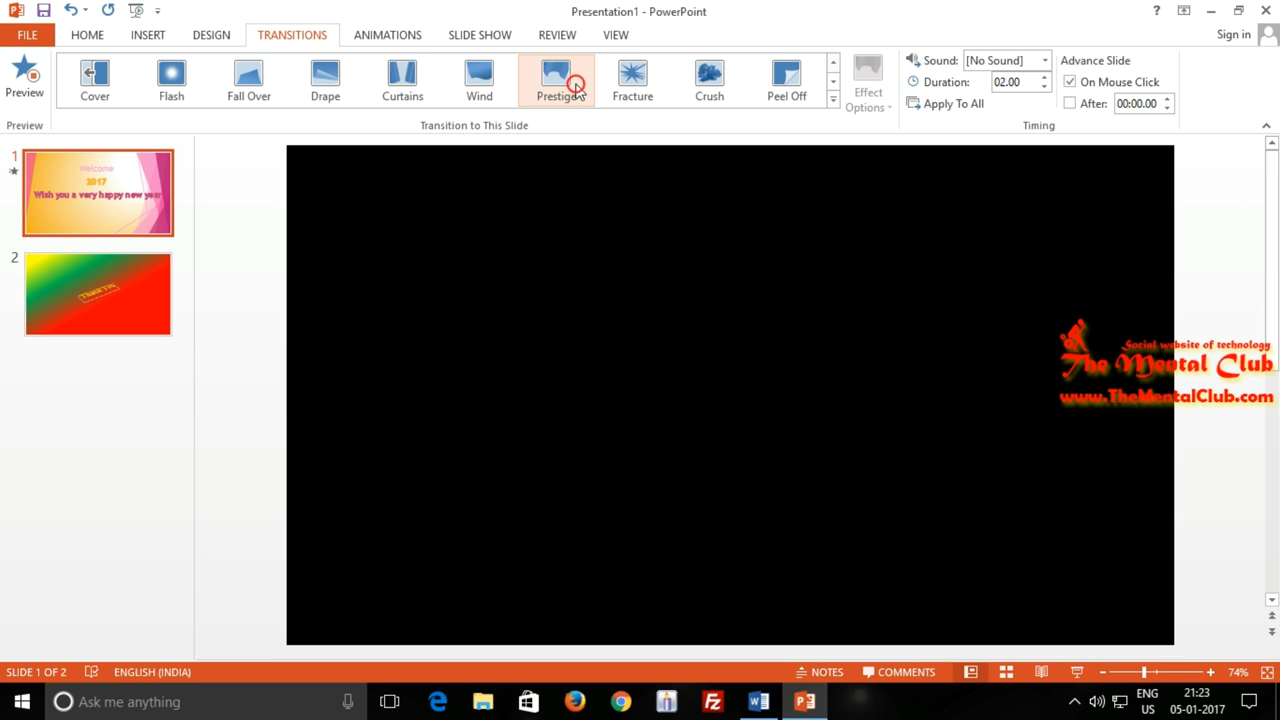 Presentation1 - PowerPoint
?
Sign in
FILE
HOME
INSERT
DESIGN
TRANSITIONS
ANIMATIONS
SLIDE SHOW
REVIEW
VIEW
Preview
Cover
Flash
Fall Over
Drape
Curtains
Wind
Prestige
Fracture
Crush
Peel Off
Effect
Options
Sound: [No Sound]
Duration: 02.00
Apply To All
Advance Slide
On Mouse Click
After: 00:00.00
Preview
Transition to This Slide
Timing
1
Welcome
2017
Wish you a very happy new year
2
Thank You
Social website of technology
The Mental Club
www.TheMentalClub.com
SLIDE 1 OF 2
ENGLISH (INDIA)
NOTES
COMMENTS
74%
Ask me anything
ENG
US
21:23
05-01-2017